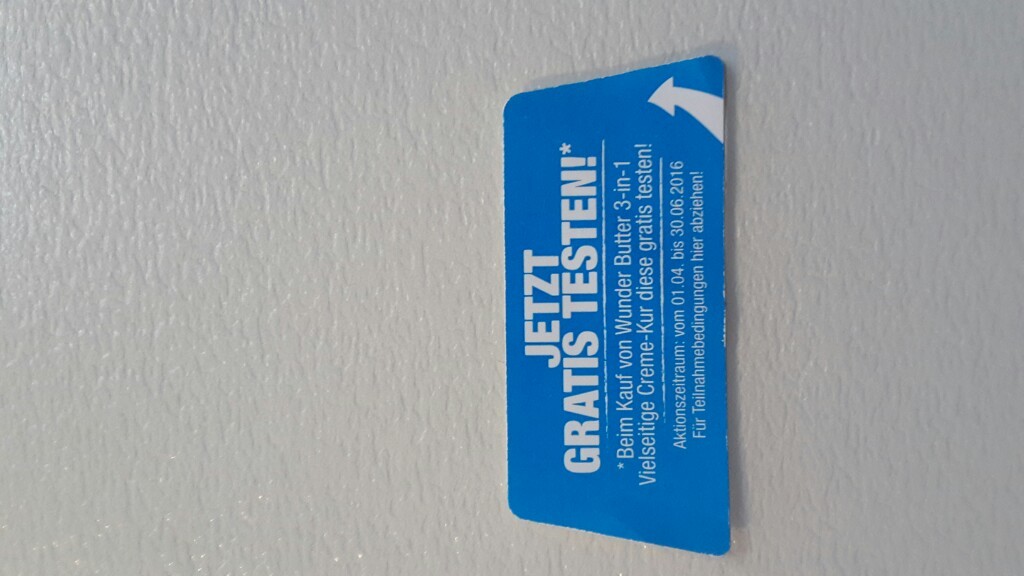 JETZT
GRATIS TESTEN!*
* Beim Kauf von Wunder Butter 3-in-1
Vielseitige Creme-Kur diese gratis testen!
Aktionszeitraum: vom 01.04. bis 30.06.2016
Für Teilnahmebedingungen hier abziehen!